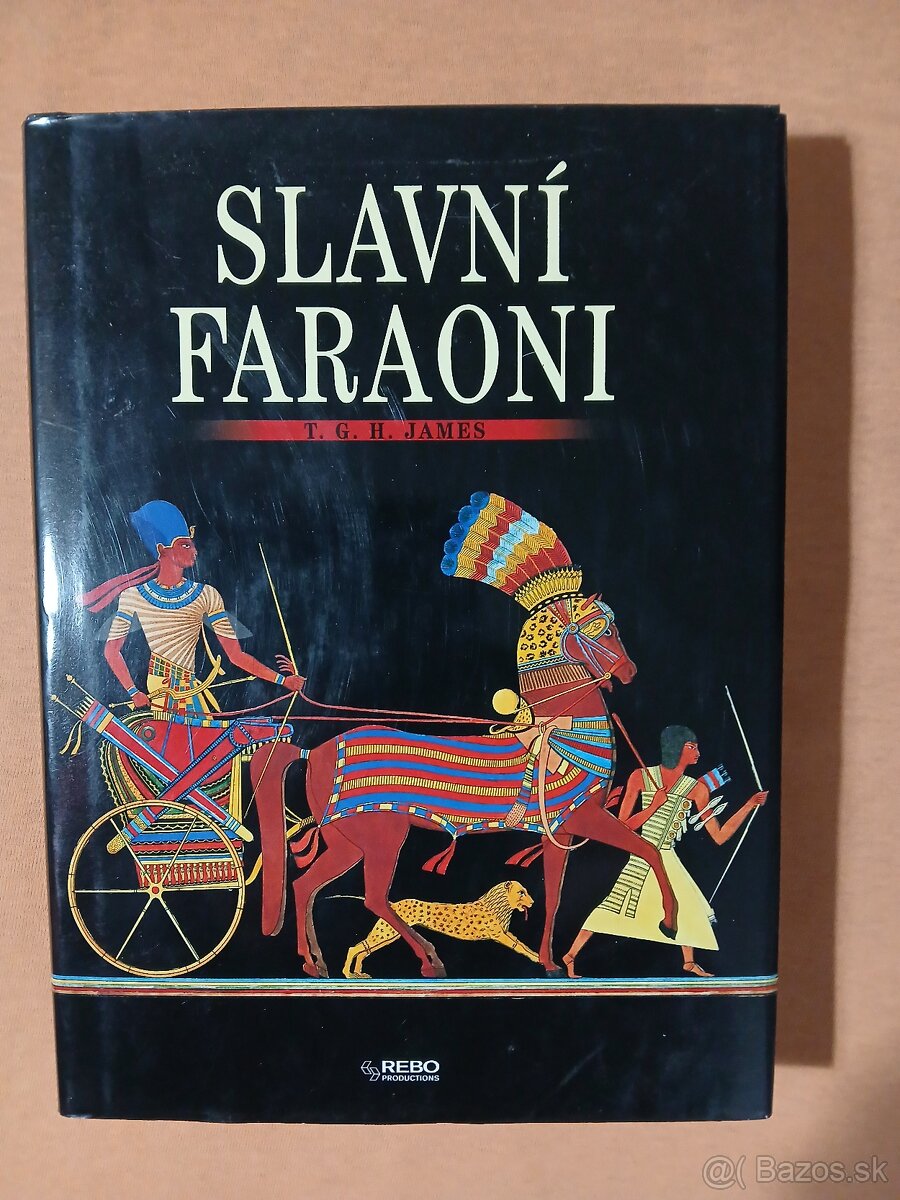 SLAVNÍ
FARAONI
T. G. H. JAMES
REBO
PRODUCTIONS
@( Bazos.sk